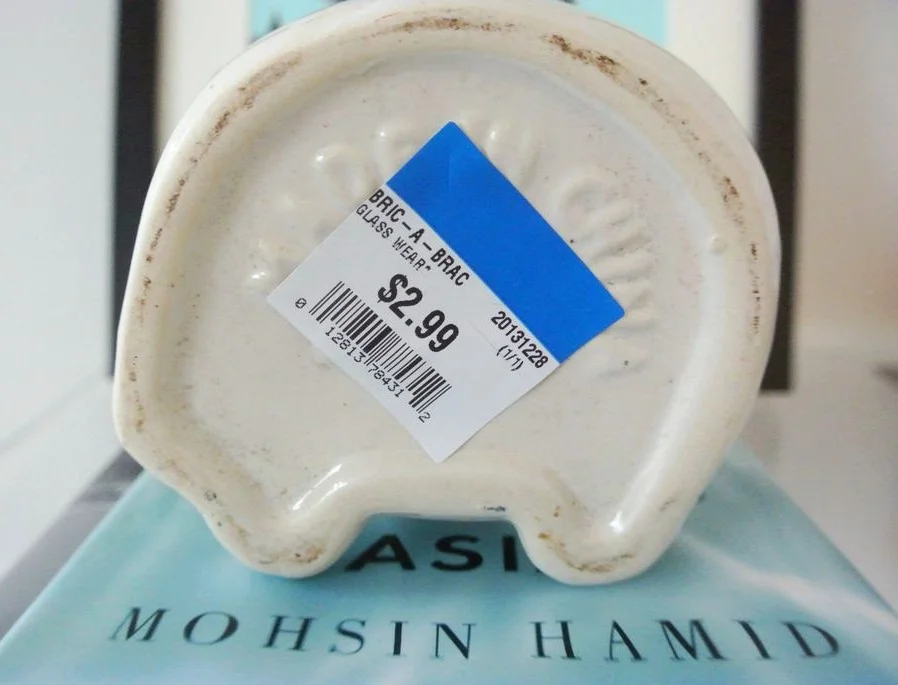 BRIC-A-BRAC
GLASS WEAR^
$2.99
20131228
(1/1)
0 12813 78431 2
ASI
MOHSIN HAMID